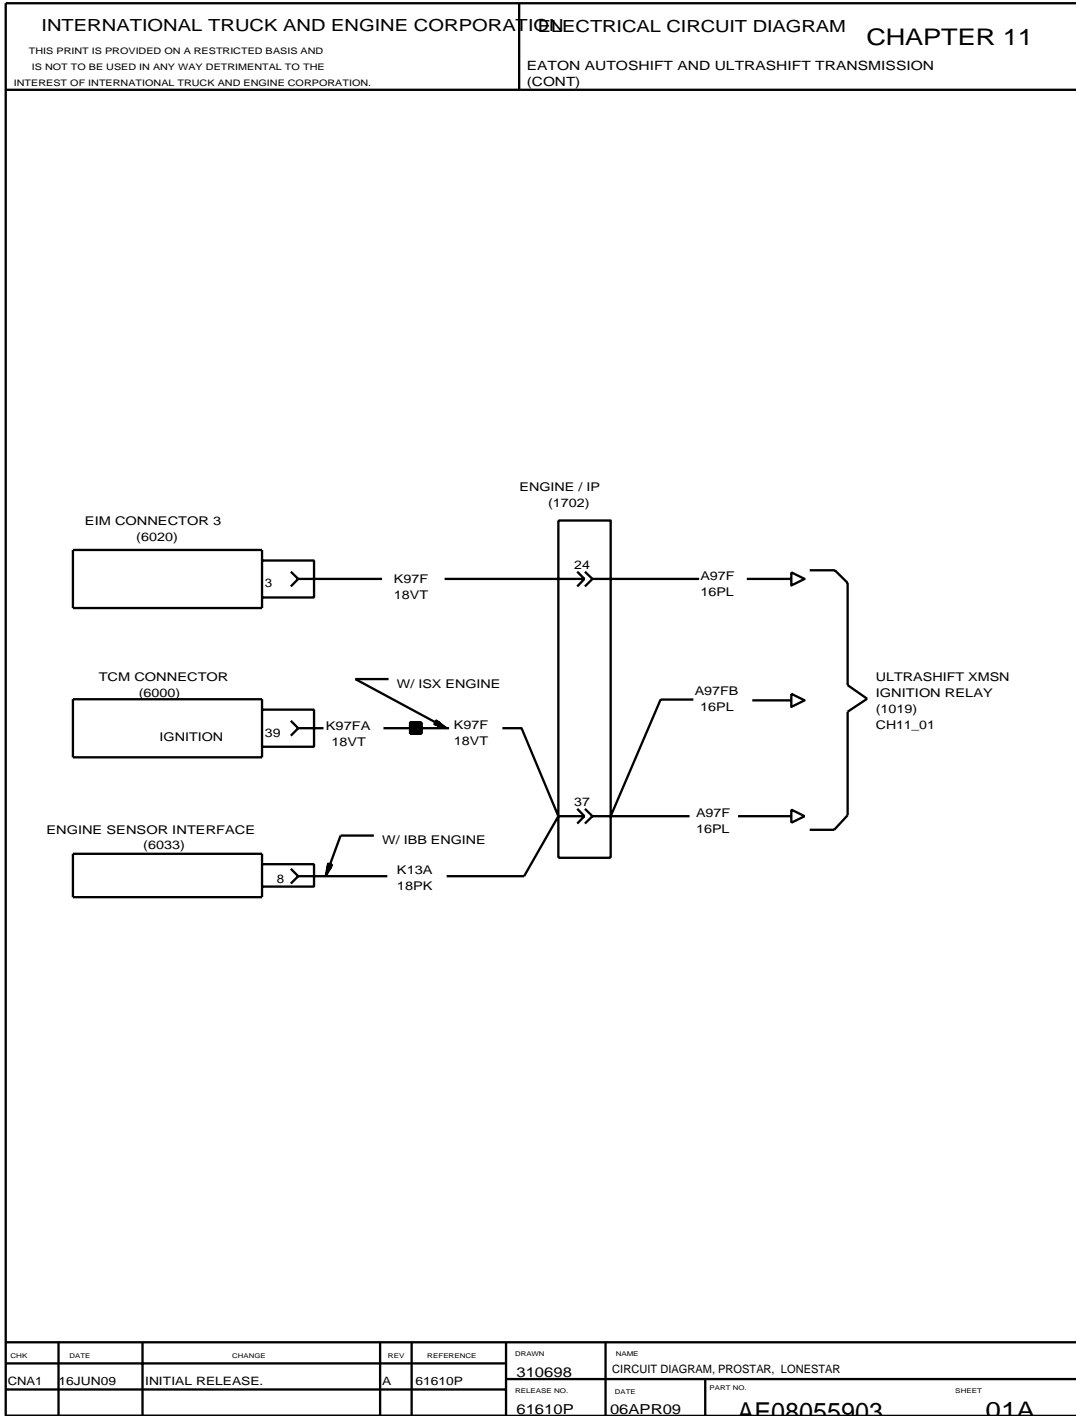 INTERNATIONAL TRUCK AND ENGINE CORPORATION
THIS PRINT IS PROVIDED ON A RESTRICTED BASIS AND
IS NOT TO BE USED IN ANY WAY DETRIMENTAL TO THE
INTEREST OF INTERNATIONAL TRUCK AND ENGINE CORPORATION.
ELECTRICAL CIRCUIT DIAGRAM
CHAPTER 11
EATON AUTOSHIFT AND ULTRASHIFT TRANSMISSION
(CONT)
ENGINE / IP
(1702)
EIM CONNECTOR 3
(6020)
3
K97F
18VT
24
A97F
16PL
TCM CONNECTOR
(6000)
IGNITION
39
K97FA
18VT
W/ ISX ENGINE
K97F
18VT
A97FB
16PL
ULTRASHIFT XMSN
IGNITION RELAY
(1019)
CH11_01
37
A97F
16PL
ENGINE SENSOR INTERFACE
(6033)
8
W/ IBB ENGINE
K13A
18PK
CHK DATE CHANGE REV REFERENCE
CNA1 16JUN09 INITIAL RELEASE. A 61610P
DRAWN
310698
NAME
CIRCUIT DIAGRAM, PROSTAR, LONESTAR
RELEASE NO.
61610P
DATE
06APR09
PART NO.
AE08055903
SHEET
01A